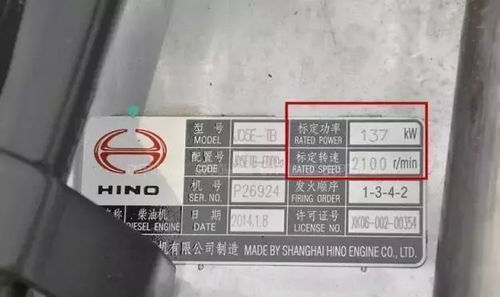 型号 J05E-TB 标定功率 137 kW
MODEL RATED POWER
配置号 标定转速 2100 r/min
CODE RATED SPEED
HINO 机号 P26924 发火顺序 1-3-4-2
SER.NO. FIRING ORDER
名称 柴油机 日期 2014.1.8 许可证号 XK06-002-00354
DIESEL ENGINE DATE LICENSE NO.
机有限公司制造 MADE BY SHANGHAI HINO ENGINE CO., LTD.